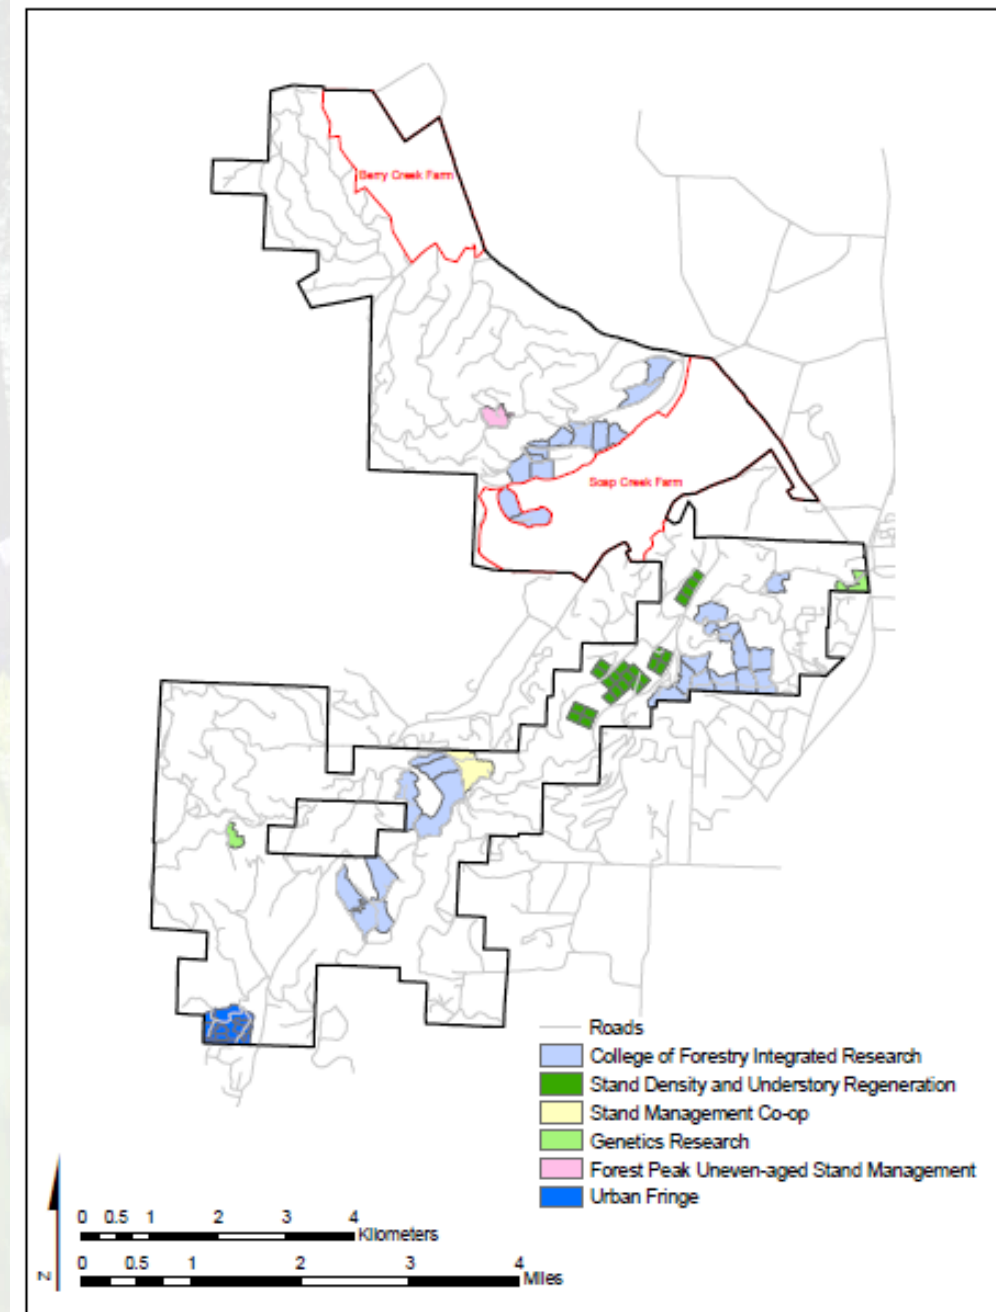 Berry Creek Farm
Soap Creek Farm
Roads
College of Forestry Integrated Research
Stand Density and Understory Regeneration
Stand Management Co-op
Genetics Research
Forest Peak Uneven-aged Stand Management
Urban Fringe
0 0.5 1 2 3 4
Kilometers
0 0.5 1 2 3 4
Miles
N